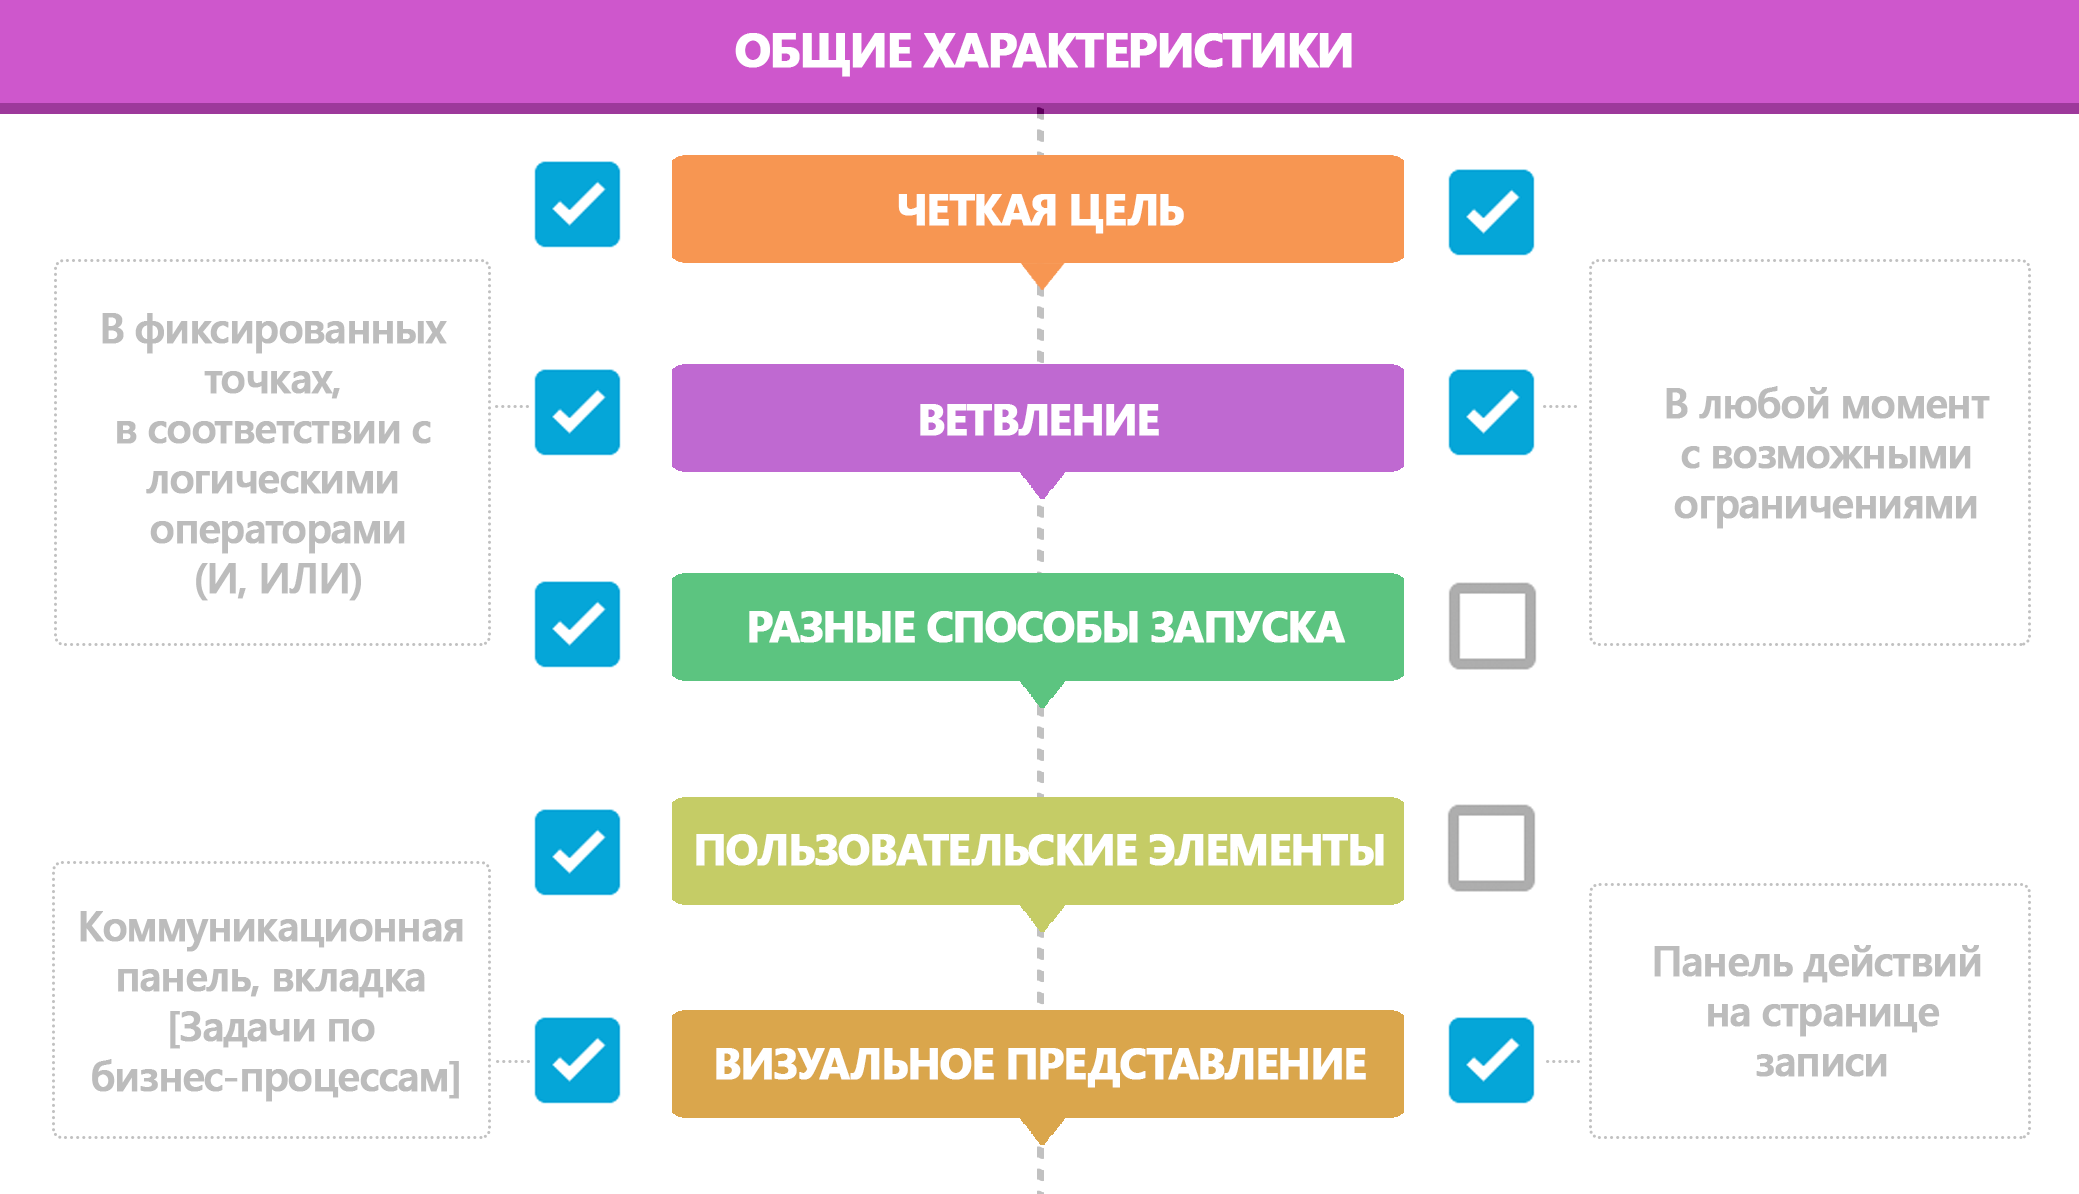 ОБЩИЕ ХАРАКТЕРИСТИКИ
ЧЕТКАЯ ЦЕЛЬ
В фиксированных
точках,
в соответствии с
логическими
операторами
(И, ИЛИ)
ВЕТВЛЕНИЕ
В любой момент
с возможными
ограничениями
РАЗНЫЕ СПОСОБЫ ЗАПУСКА
ПОЛЬЗОВАТЕЛЬСКИЕ ЭЛЕМЕНТЫ
Коммуникационная
панель, вкладка
[Задачи по
бизнес-процессам]
ВИЗУАЛЬНОЕ ПРЕДСТАВЛЕНИЕ
Панель действий
на странице
записи